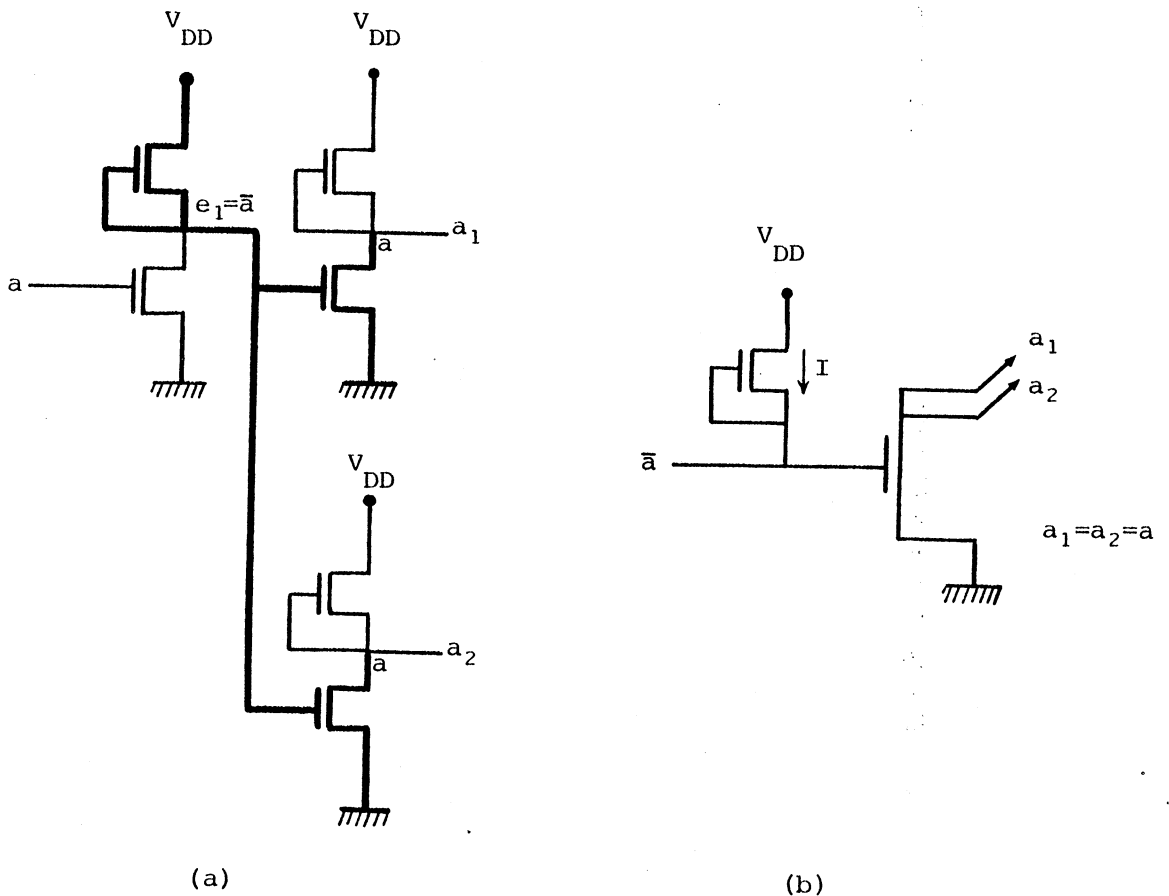 V_DD
V_DD
e_1=a̅
a_1
a
a
V_DD
a_2
a
(a)
V_DD
I
a_1
a_2
a̅
a_1=a_2=a
(b)